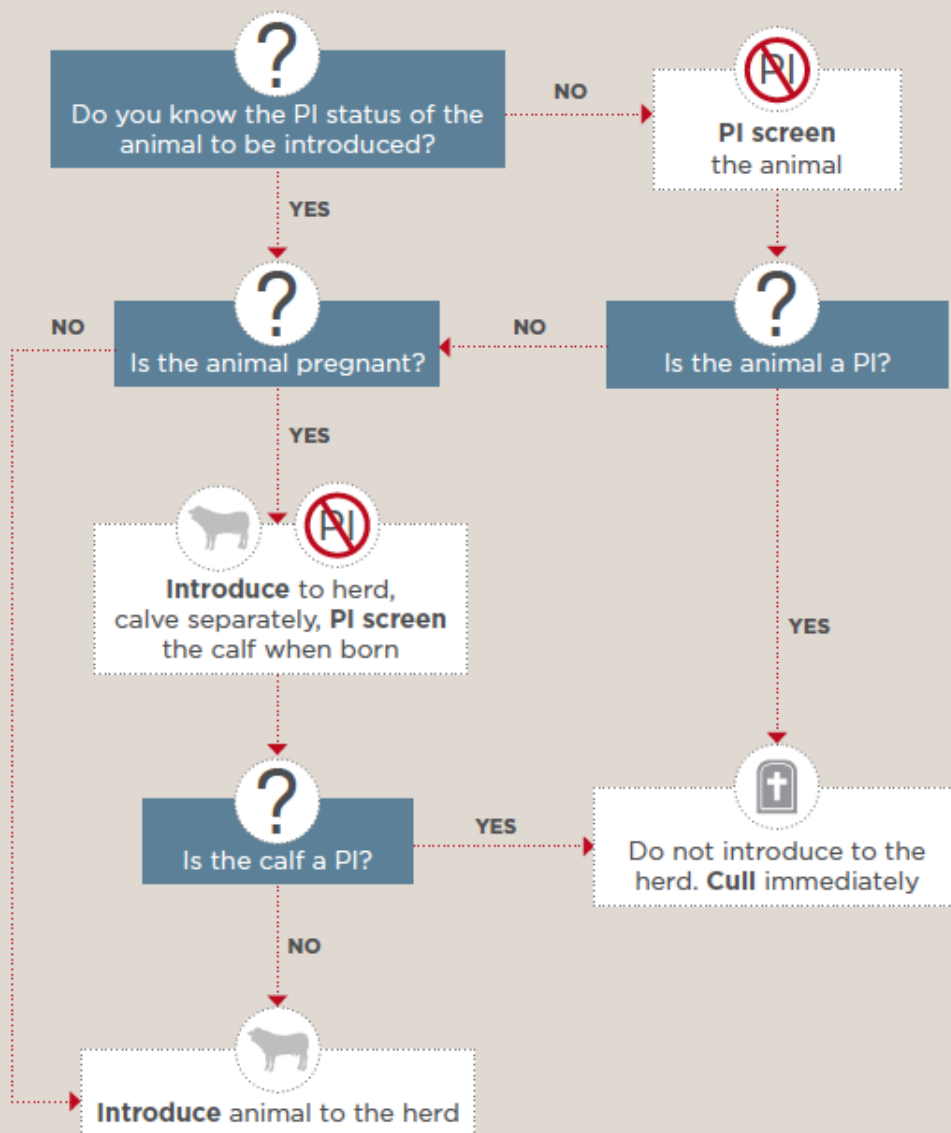 ?
Do you know the PI status of the
animal to be introduced?
NO
PI
PI screen
the animal
YES
?
Is the animal pregnant?
NO
NO
?
Is the animal a PI?
YES
PI
Introduce to herd,
calve separately, PI screen
the calf when born
YES
?
Is the calf a PI?
YES
Do not introduce to the
herd. Cull immediately
NO
Introduce animal to the herd